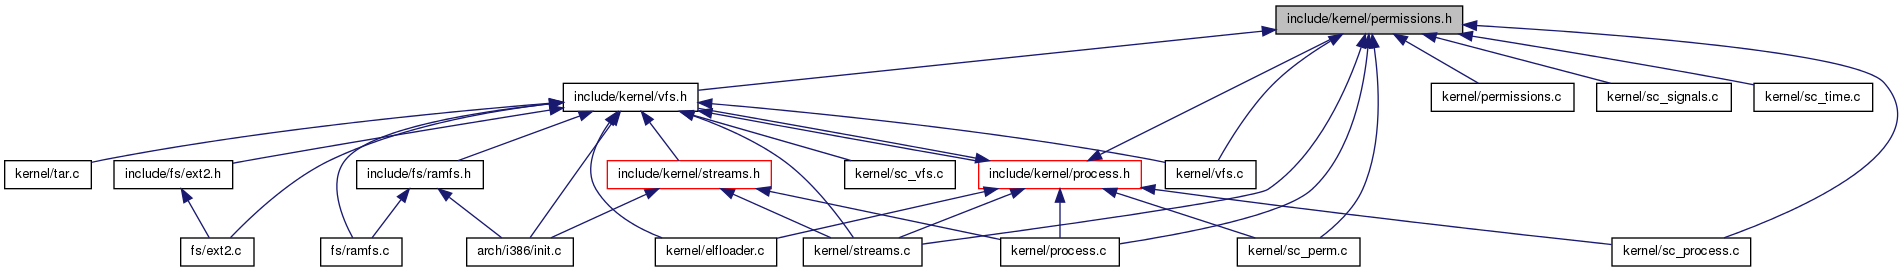 include/kernel/permissions.h
include/kernel/vfs.h
kernel/permissions.c
kernel/sc_signals.c
kernel/sc_time.c
kernel/tar.c
include/fs/ext2.h
include/fs/ramfs.h
include/kernel/streams.h
kernel/sc_vfs.c
include/kernel/process.h
kernel/vfs.c
fs/ext2.c
fs/ramfs.c
arch/i386/init.c
kernel/elfloader.c
kernel/streams.c
kernel/process.c
kernel/sc_perm.c
kernel/sc_process.c